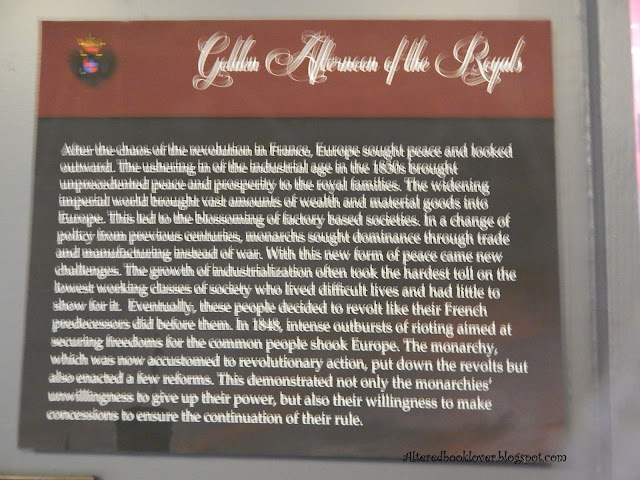 Golden Afternoon of the Royals
After the chaos of the revolution in France, Europe sought peace and looked
outward. The ushering in of the industrial age in the 1830s brought
unprecedented peace and prosperity to the royal families. The widening
imperial world brought vast amounts of wealth and material goods into
Europe. This led to the blossoming of factory based societies. In a change of
policy from previous centuries, monarchs sought dominance through trade
and manufacturing instead of war. With this new form of peace came new
challenges. The growth of industrialization often took the hardest toll on the
lowest working classes of society who lived difficult lives and had little to
show for it. Eventually, these people decided to revolt like their French
predecessors did before them. In 1848, intense outbursts of rioting aimed at
securing freedoms for the common people shook Europe. The monarchy,
which was now accustomed to revolutionary action, put down the revolts but
also enacted a few reforms. This demonstrated not only the monarchies'
unwillingness to give up their power, but also their willingness to make
concessions to ensure the continuation of their rule.
Alteredbooklover.blogspot.com